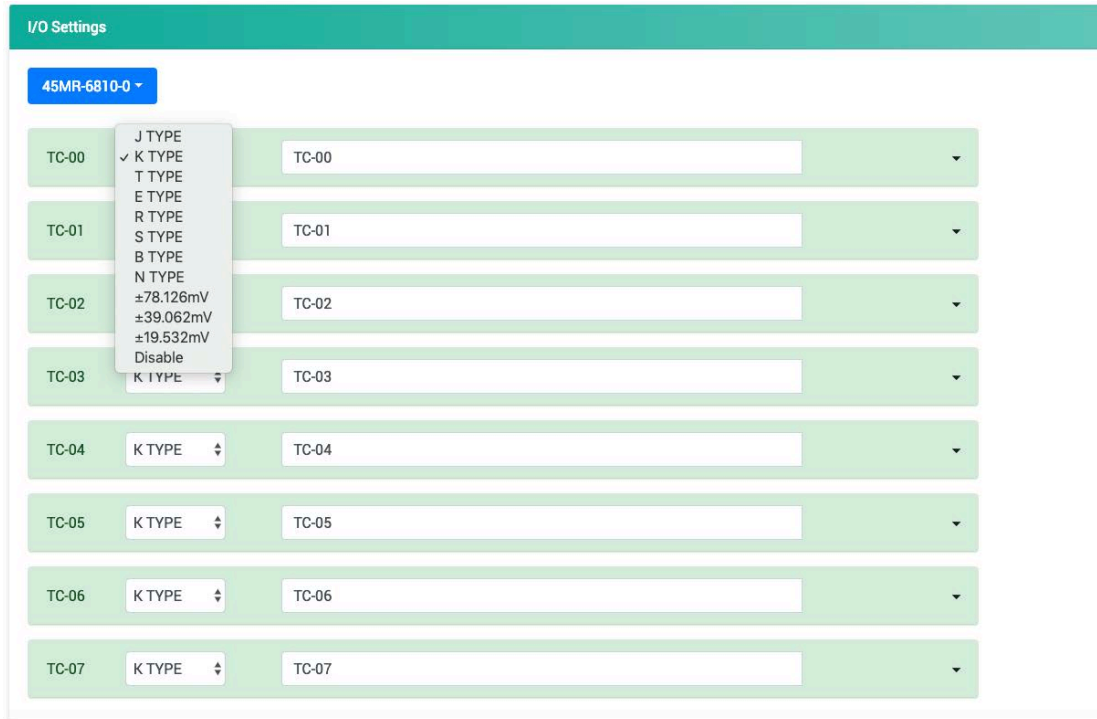 I/O Settings
45MR-6810-0
TC-00
J TYPE
✓ K TYPE
T TYPE
E TYPE
R TYPE
S TYPE
B TYPE
N TYPE
±78.126mV
±39.062mV
±19.532mV
Disable
TC-00
TC-01
TC-01
TC-02
TC-02
TC-03 K TYPE TC-03
TC-04 K TYPE TC-04
TC-05 K TYPE TC-05
TC-06 K TYPE TC-06
TC-07 K TYPE TC-07